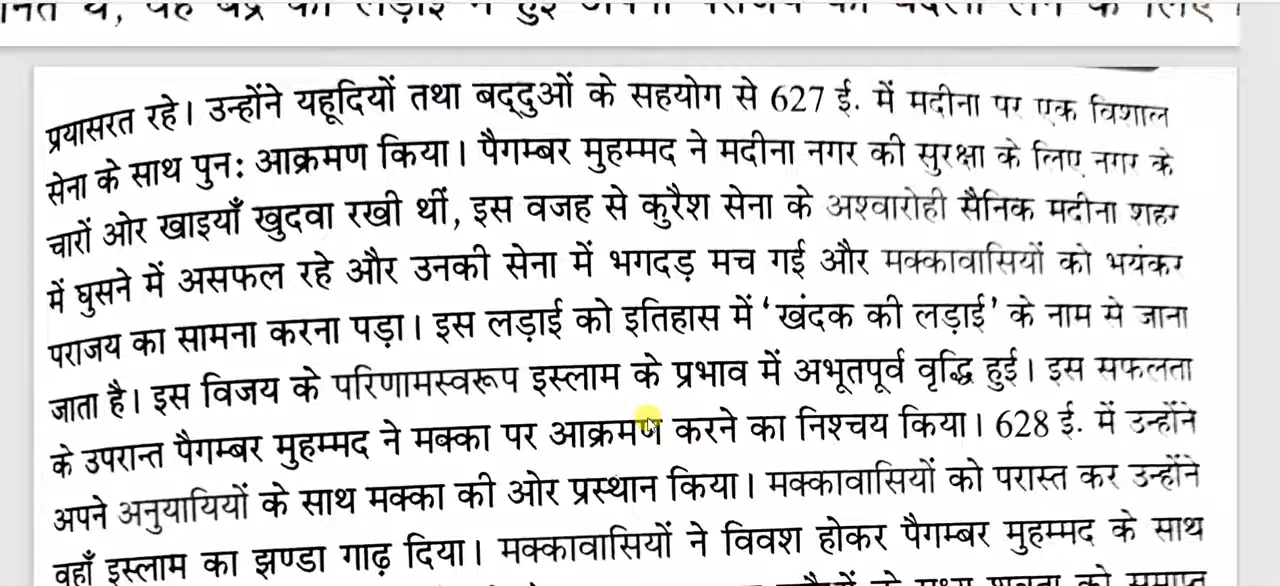 प्रयासरत रहे। उन्होंने यहूदियों तथा बद्दुओं के सहयोग से 627 ई. में मदीना पर एक विशाल
सेना के साथ पुन: आक्रमण किया। पैगम्बर मुहम्मद ने मदीना नगर की सुरक्षा के लिए नगर के
चारों ओर खाइयाँ खुदवा रखी थीं, इस वजह से कुरैश सेना के अश्वारोही सैनिक मदीना शहर
में घुसने में असफल रहे और उनकी सेना में भगदड़ मच गई और मक्कावासियों को भयंकर
पराजय का सामना करना पड़ा। इस लड़ाई को इतिहास में ‘खंदक की लड़ाई’ के नाम से जाना
जाता है। इस विजय के परिणामस्वरूप इस्लाम के प्रभाव में अभूतपूर्व वृद्धि हुई। इस सफलता
के उपरान्त पैगम्बर मुहम्मद ने मक्का पर आक्रमण करने का निश्चय किया। 628 ई. में उन्होंने
अपने अनुयायियों के साथ मक्का की ओर प्रस्थान किया। मक्कावासियों को परास्त कर उन्होंने
वहाँ इस्लाम का झण्डा गाढ़ दिया। मक्कावासियों ने विवश होकर पैगम्बर मुहम्मद के साथ